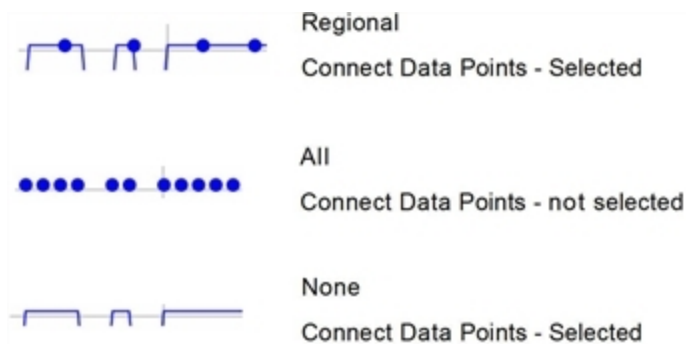 Regional
Connect Data Points - Selected
All
Connect Data Points - not selected
None
Connect Data Points - Selected